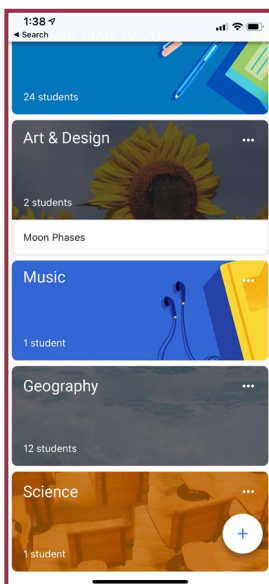 1:38
Search
24 students
Art & Design
2 students
Moon Phases
Music
1 student
Geography
12 students
Science
1 student
+